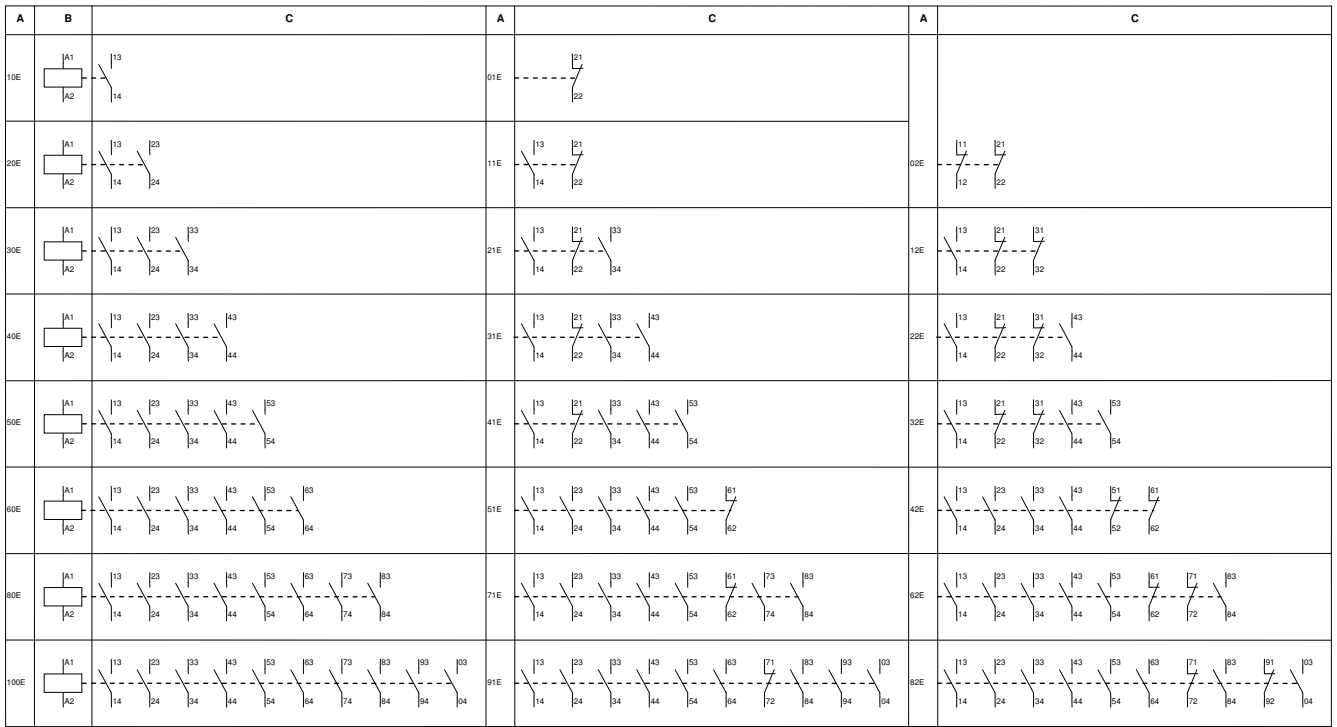 A B C A C A C
A1 13 21
10E 01E
A2 14 22
A1 13 23 13 21 11 21
20E 11E 02E
A2 14 24 14 22 12 22
A1 13 23 33 13 21 33 13 21 31
30E 21E 12E
A2 14 24 34 14 22 34 14 22 32
A1 13 23 33 43 13 21 33 43 13 21 31 43
40E 31E 22E
A2 14 24 34 44 14 22 34 44 14 22 32 44
A1 13 23 33 43 53 13 21 33 43 53 13 21 31 43 53
50E 41E 32E
A2 14 24 34 44 54 14 22 34 44 54 14 22 32 44 54
A1 13 23 33 43 53 63 13 23 33 43 53 61 13 23 33 43 51 61
60E 51E 42E
A2 14 24 34 44 54 64 14 24 34 44 54 62 14 24 34 44 52 62
A1 13 23 33 43 53 63 73 83 13 23 33 43 53 61 73 83 13 23 33 43 53 61 71 83
80E 71E 62E
A2 14 24 34 44 54 64 74 84 14 24 34 44 54 62 74 84 14 24 34 44 54 62 72 84
A1 13 23 33 43 53 63 73 83 93 03 13 23 33 43 53 63 71 83 93 03 13 23 33 43 53 63 71 83 91 03
100E 91E 82E
A2 14 24 34 44 54 64 74 84 94 04 14 24 34 44 54 64 72 84 94 04 14 24 34 44 54 64 72 84 92 04